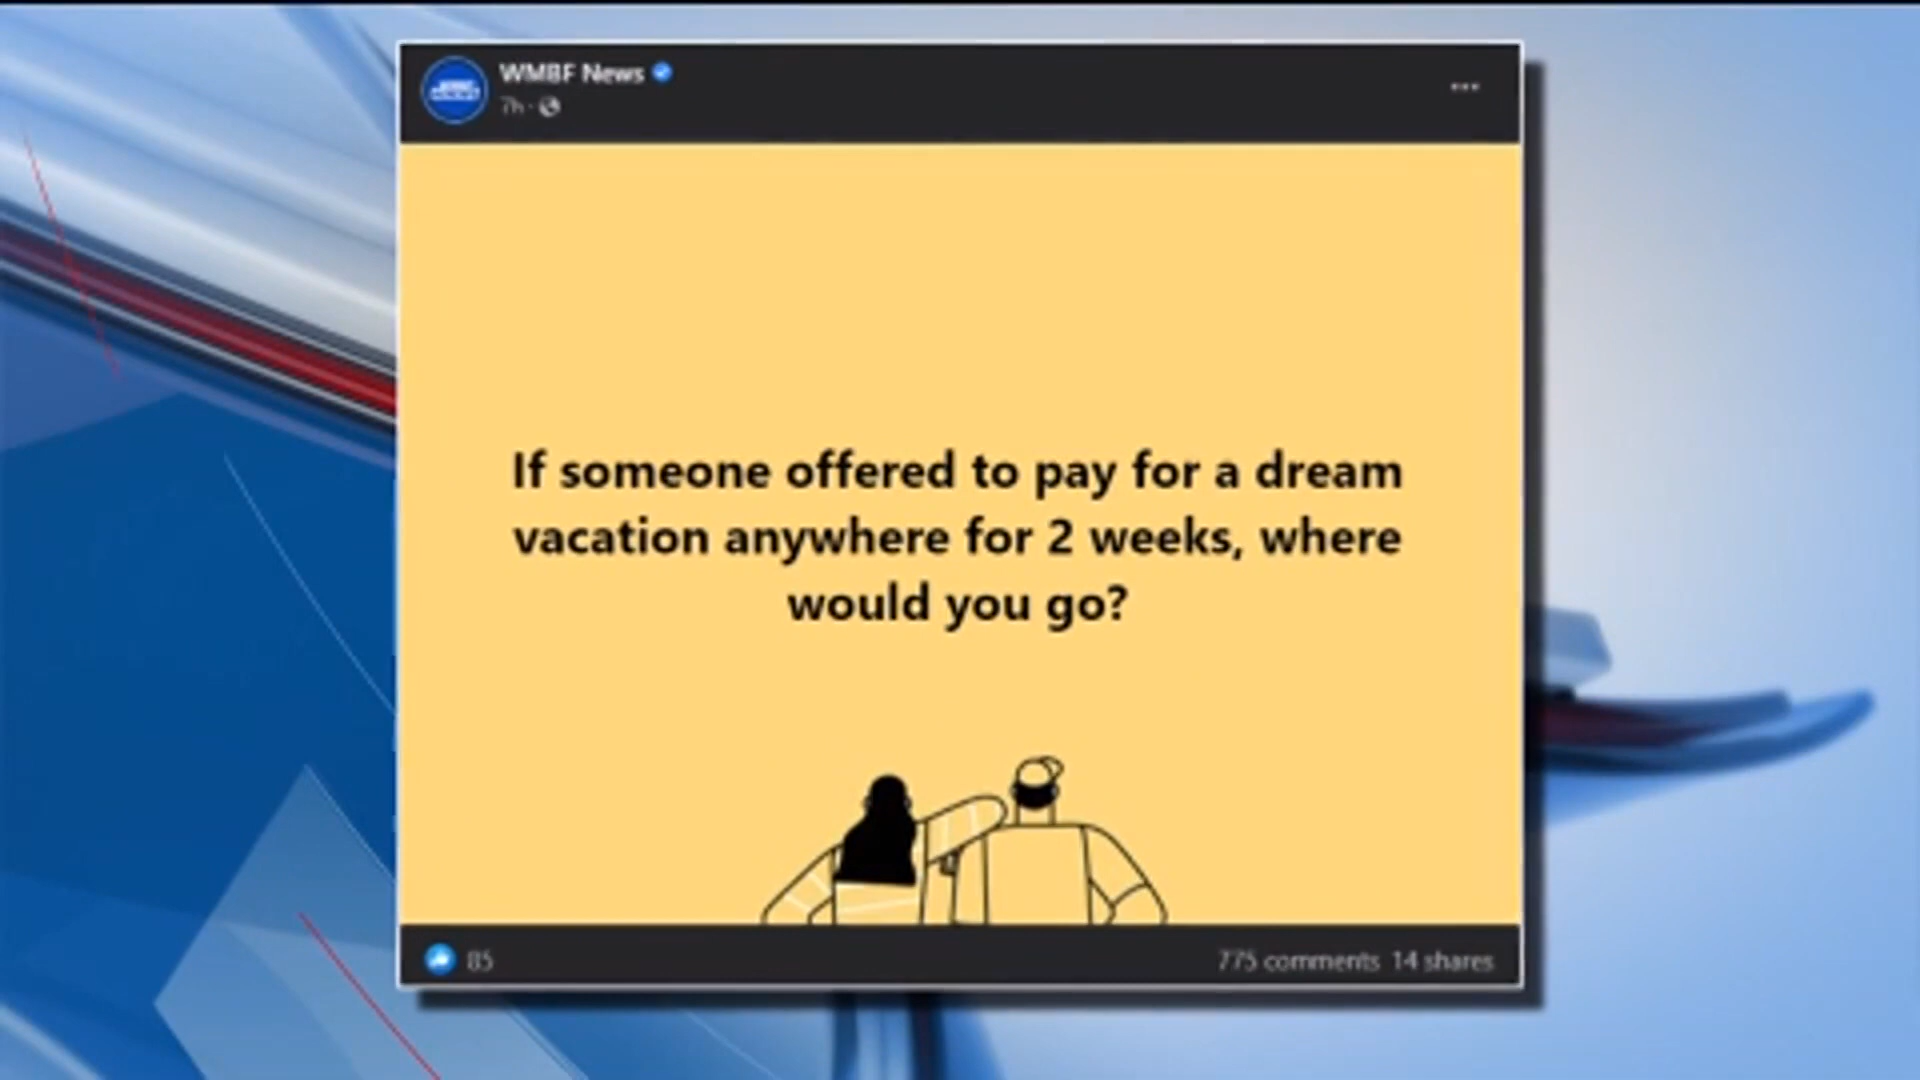 WMBF News
7h
If someone offered to pay for a dream
vacation anywhere for 2 weeks, where
would you go?
85
775 comments 14 shares